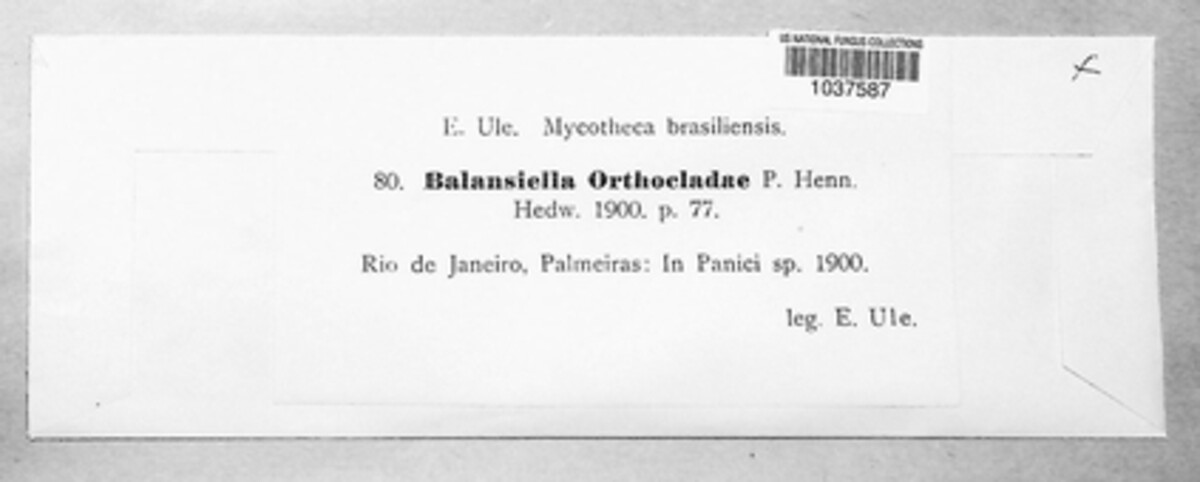 US NATIONAL FUNGUS COLLECTIONS
1037587
E. Ule. Mycotheca brasiliensis.
80. Balansiella Orthocladae P. Henn.
Hedw. 1900. p. 77.
Rio de Janeiro, Palmeiras: In Panici sp. 1900.
leg. E. Ule.